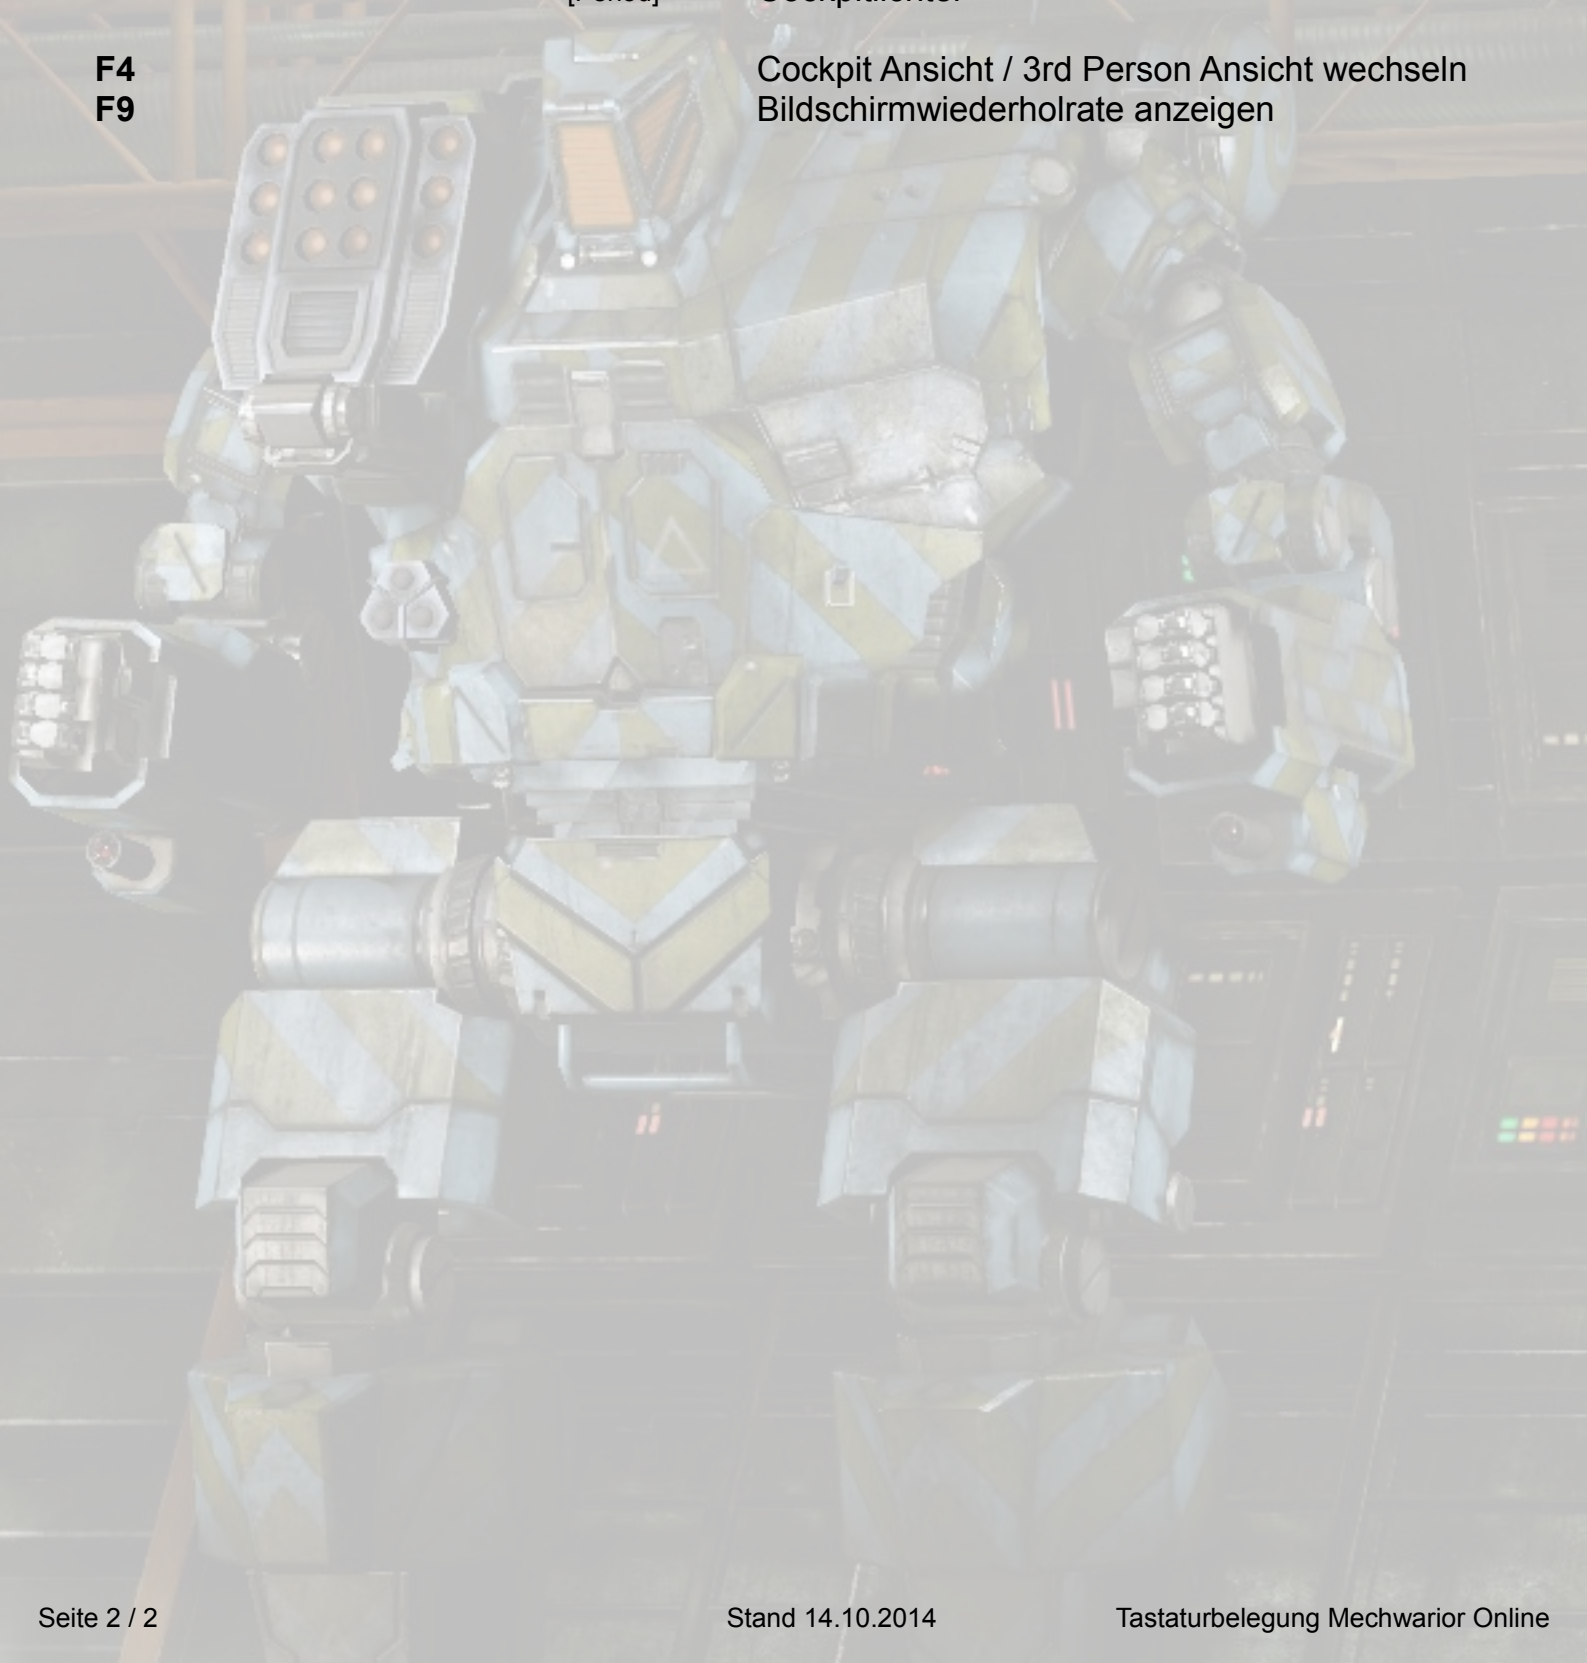 F4 Cockpit Ansicht / 3rd Person Ansicht wechseln
F9 Bildschirmwiederholrate anzeigen
Seite 2 / 2 Stand 14.10.2014 Tastaturbelegung Mechwarior Online